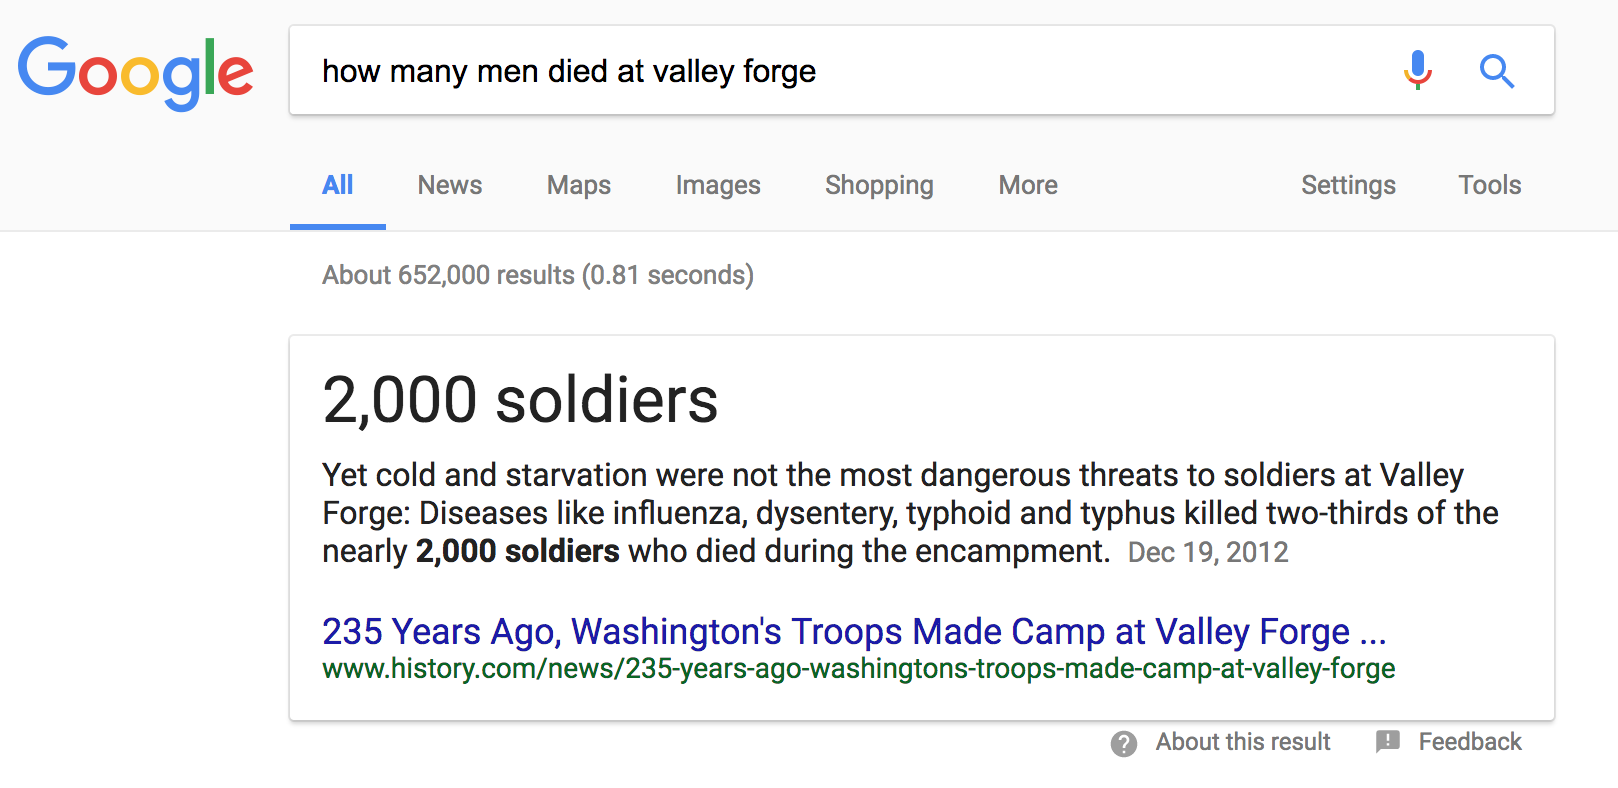 Google
how many men died at valley forge
All News Maps Images Shopping More Settings Tools
About 652,000 results (0.81 seconds)
2,000 soldiers
Yet cold and starvation were not the most dangerous threats to soldiers at Valley
Forge: Diseases like influenza, dysentery, typhoid and typhus killed two-thirds of the
nearly 2,000 soldiers who died during the encampment. Dec 19, 2012
235 Years Ago, Washington's Troops Made Camp at Valley Forge ...
www.history.com/news/235-years-ago-washingtons-troops-made-camp-at-valley-forge
? About this result ! Feedback